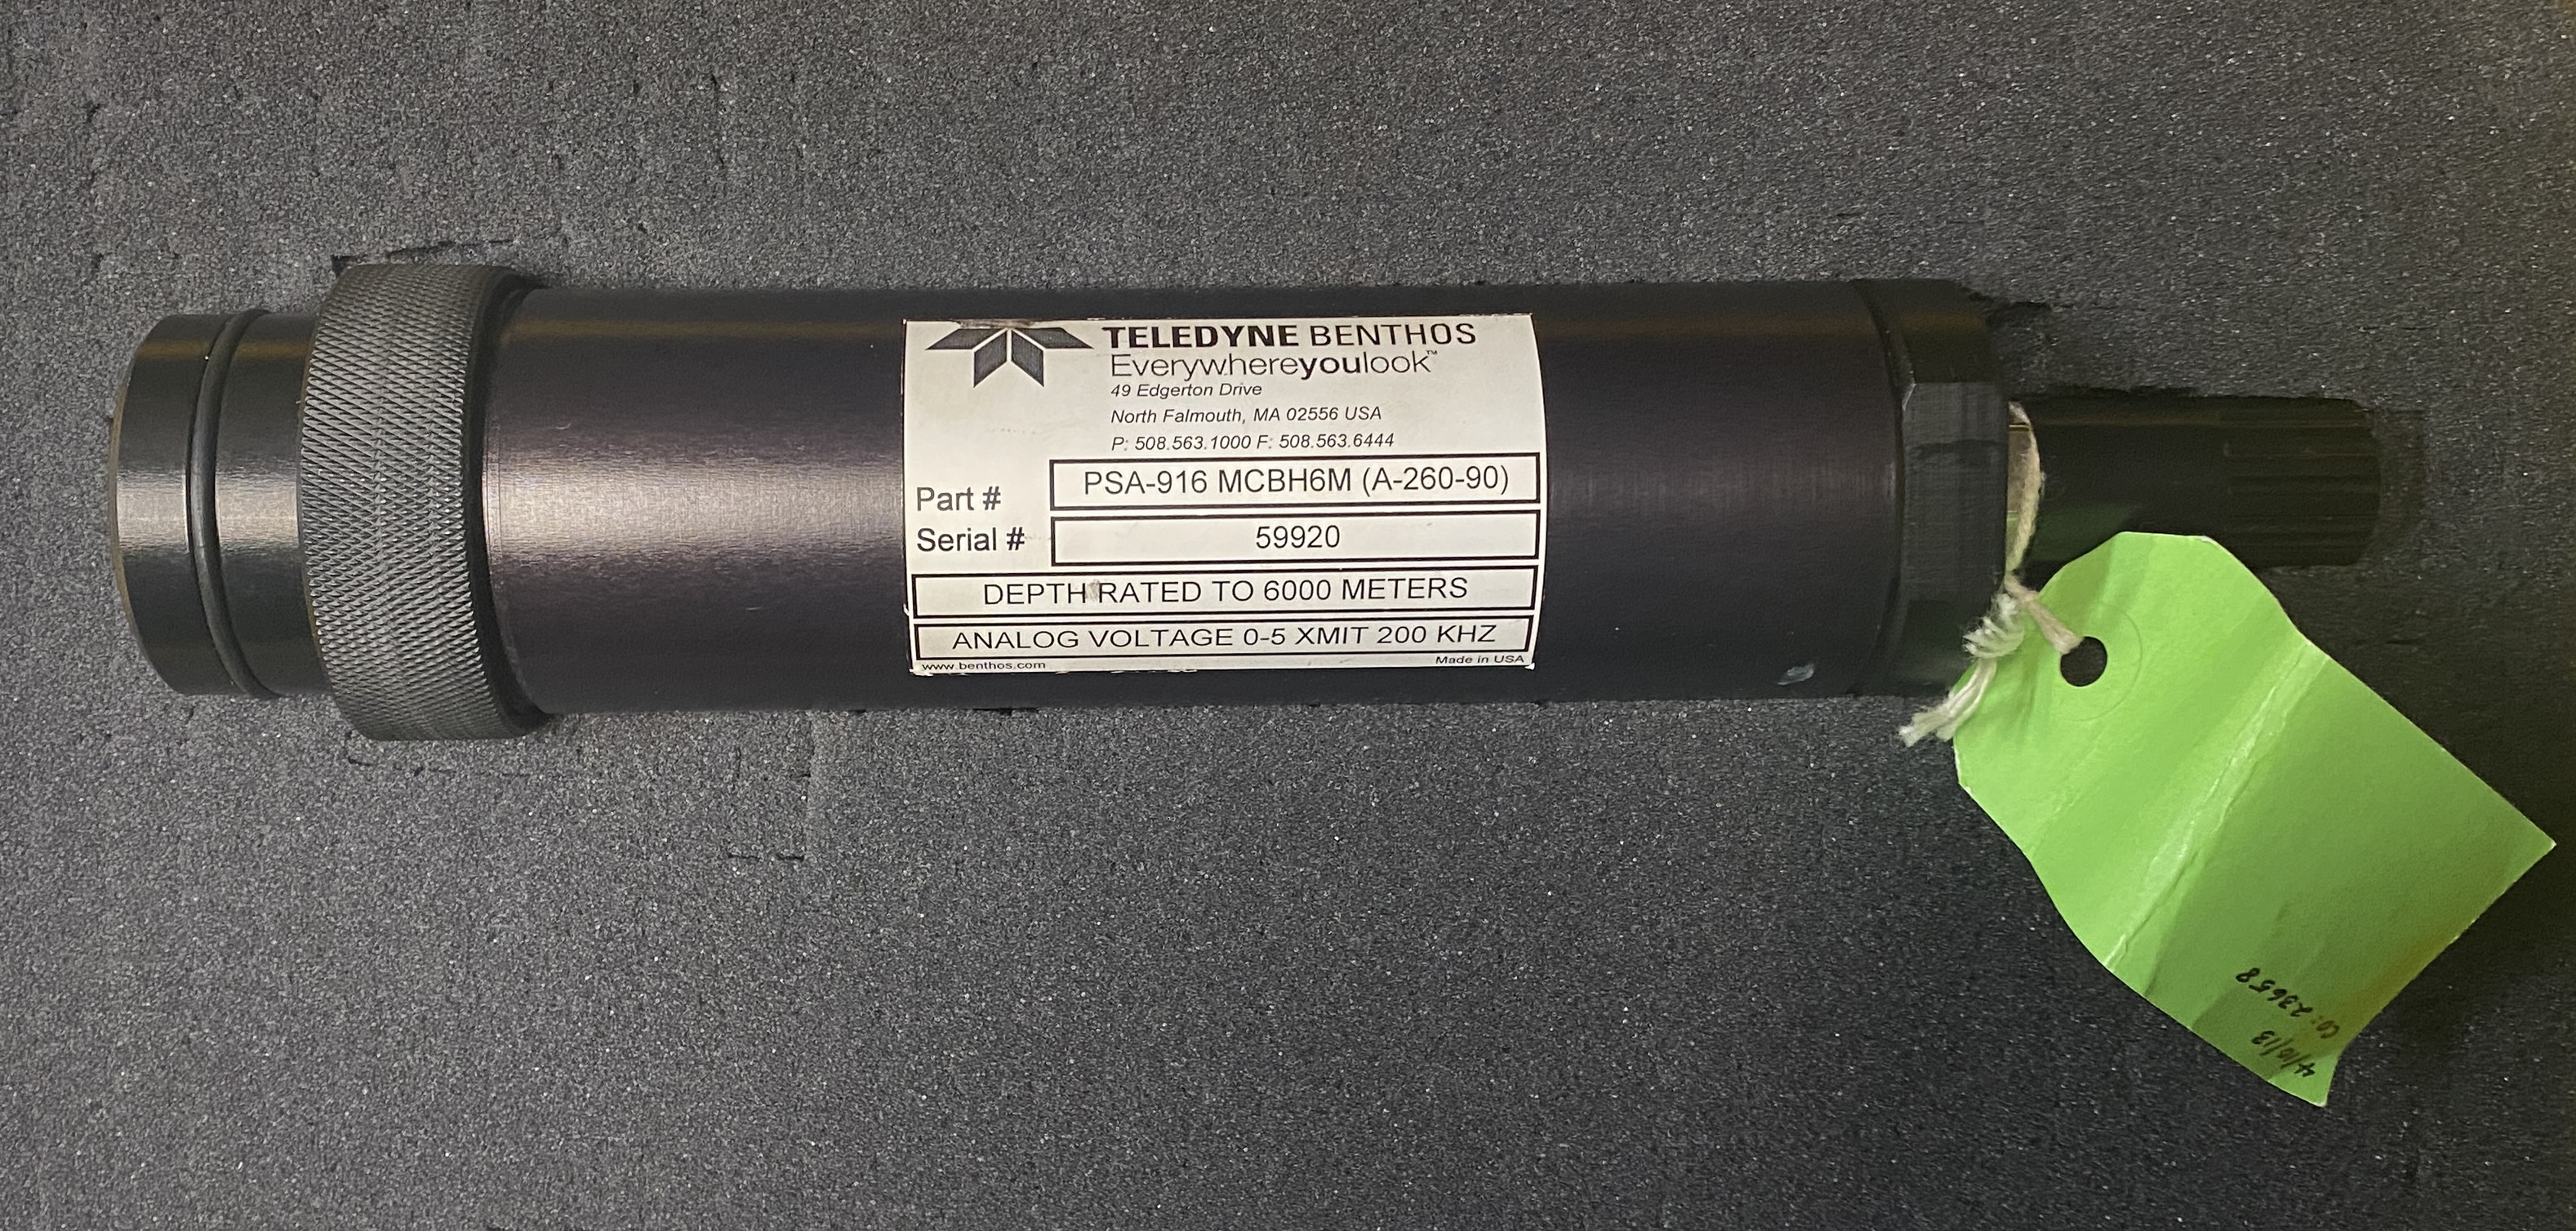 TELEDYNE BENTHOS
Everywhereyoulook™
49 Edgerton Drive
North Falmouth, MA 02556 USA
P: 508.563.1000 F: 508.563.6444
Part # PSA-916 MCBH6M (A-260-90)
Serial # 59920
DEPTH RATED TO 6000 METERS
ANALOG VOLTAGE 0-5 XMIT 200 KHZ
www.benthos.com Made in USA
4/10/13
CO: 23658